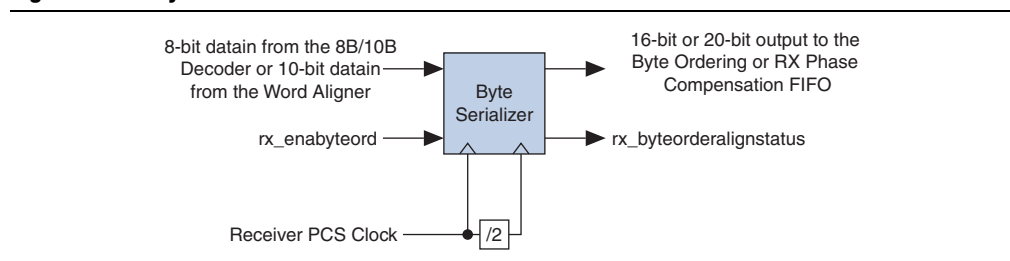 8-bit datain from the 8B/10B
Decoder or 10-bit datain
from the Word Aligner
rx_enabyteord
Byte
Serializer
16-bit or 20-bit output to the
Byte Ordering or RX Phase
Compensation FIFO
rx_byteorderalignstatus
Receiver PCS Clock
/2